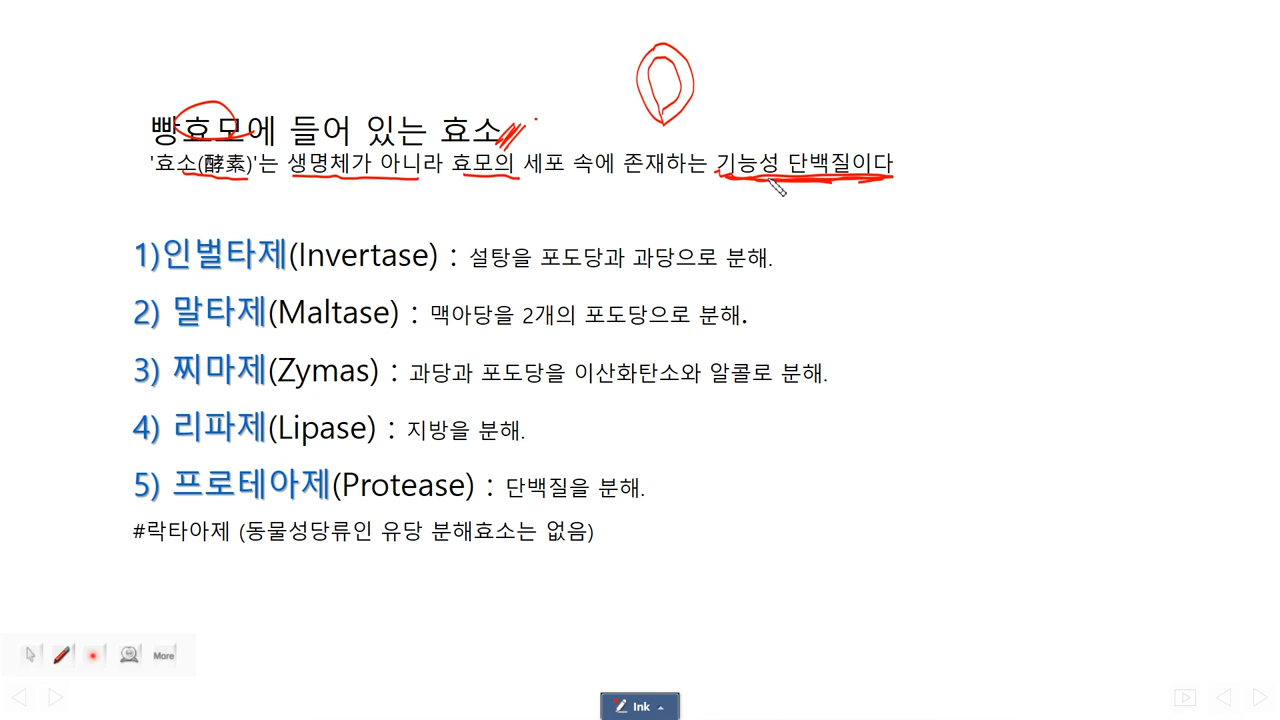 빵효모에 들어 있는 효소
'효소(酵素)'는 생명체가 아니라 효모의 세포 속에 존재하는 기능성 단백질이다
1)인벌타제(Invertase) : 설탕을 포도당과 과당으로 분해.
2) 말타제(Maltase) : 맥아당을 2개의 포도당으로 분해.
3) 찌마제(Zymas) : 과당과 포도당을 이산화탄소와 알콜로 분해.
4) 리파제(Lipase) : 지방을 분해.
5) 프로테아제(Protease) : 단백질을 분해.
#락타아제 (동물성당류인 유당 분해효소는 없음)
More
Ink